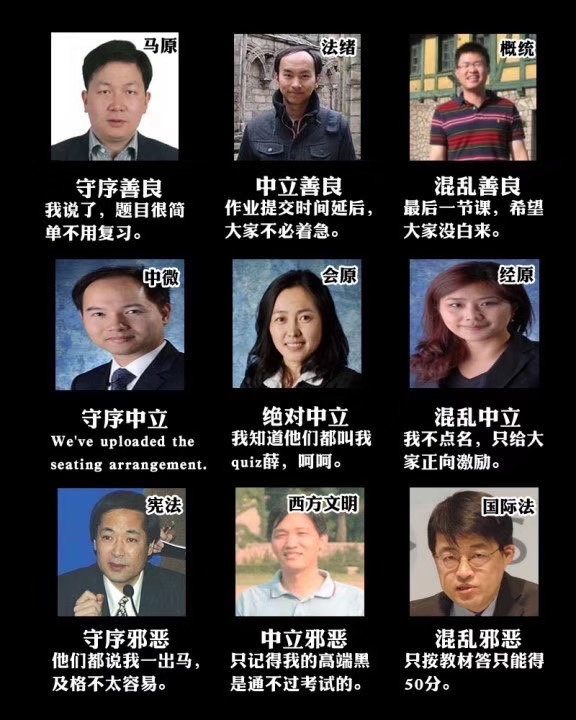 马原
法绪
概统
守序善良
中立善良
混乱善良
我说了，题目很简
单不用复习。
作业提交时间延后，
大家不必着急。
最后一节课，希望
大家没白来。
中微
会原
经原
守序中立
绝对中立
混乱中立
We've uploaded the
seating arrangement.
我知道他们都叫我
quiz薛，呵呵。
我不点名，只给大
家正向激励。
宪法
西方文明
国际法
守序邪恶
中立邪恶
混乱邪恶
他们都说我一出马，
及格不太容易。
只记得我的高端黑
是通不过考试的。
只按教材答只能得
50分。